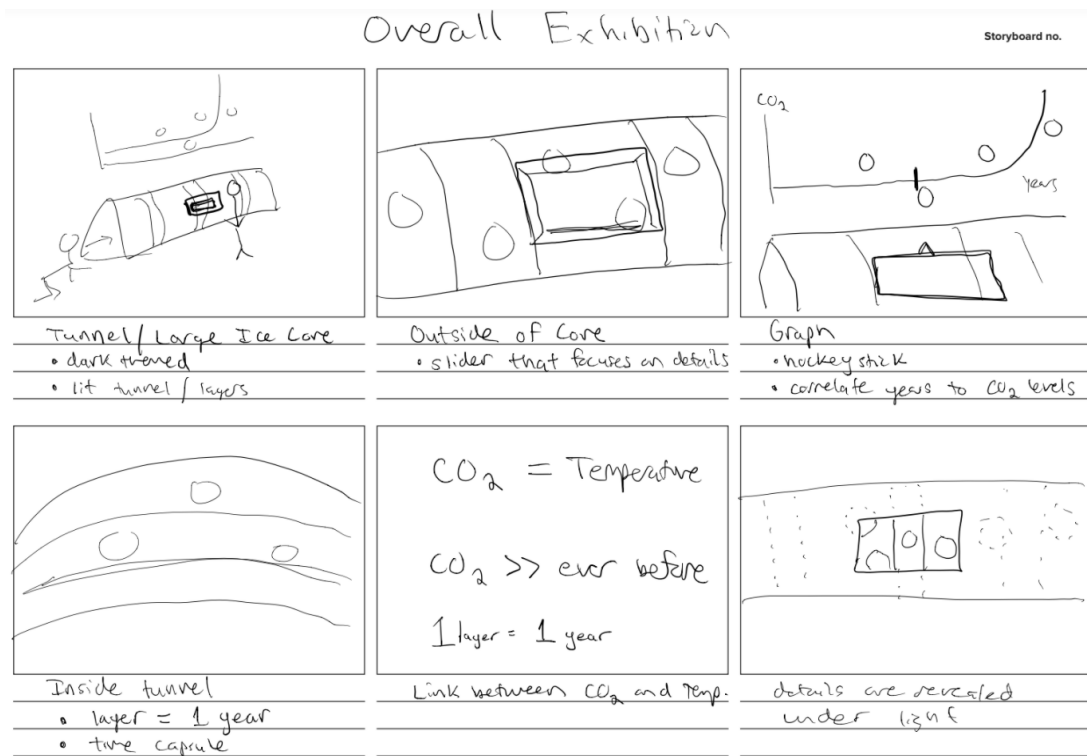 Overall Exhibition
Storyboard no.
CO₂
years
Tunnel / Large Ice Core
• dark themed
• lit tunnel / layers
Outside of Core
• slider that focuses on details
Graph
• hockey stick
• correlate years to CO₂ levels
CO₂ = Temperature
CO₂ >> ever before
1 layer = 1 year
Inside tunnel
• layer = 1 year
• time capsule
Link between CO₂ and Temp.
details are revealed
under light